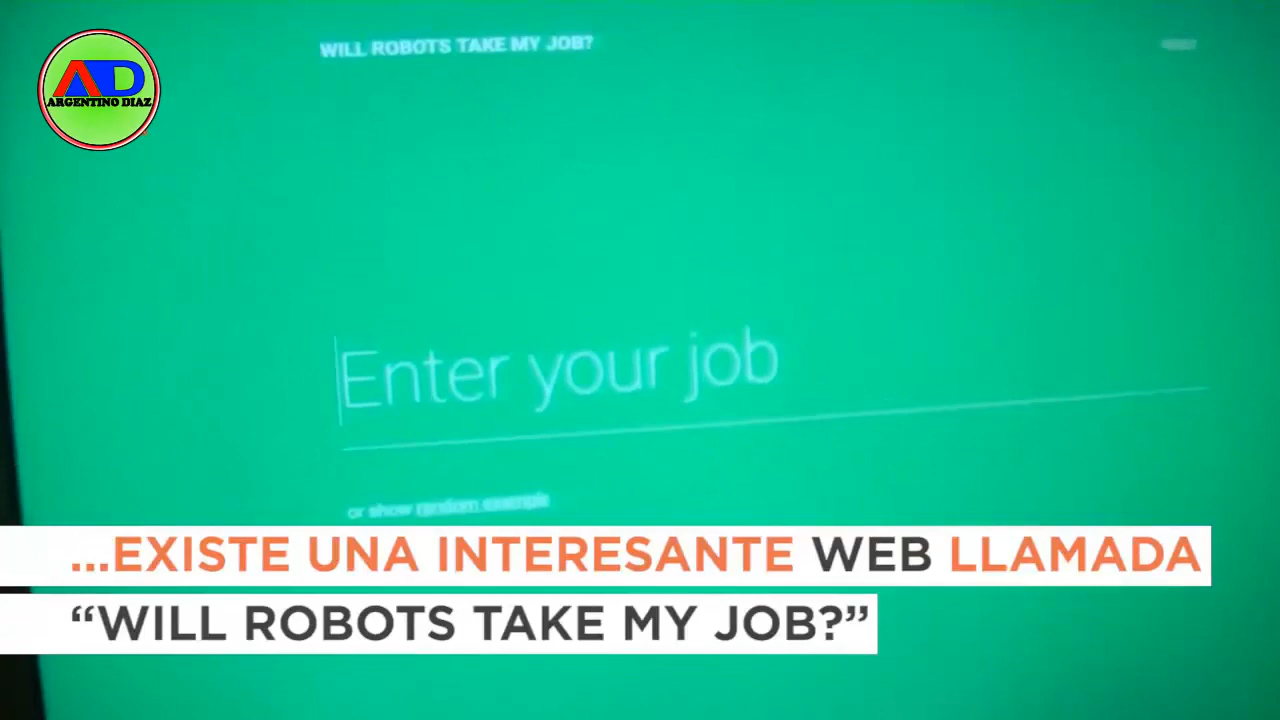 WILL ROBOTS TAKE MY JOB?
AD
ARGENTINO DIAZ
Enter your job
or show random example
...EXISTE UNA INTERESANTE WEB LLAMADA
“WILL ROBOTS TAKE MY JOB?”